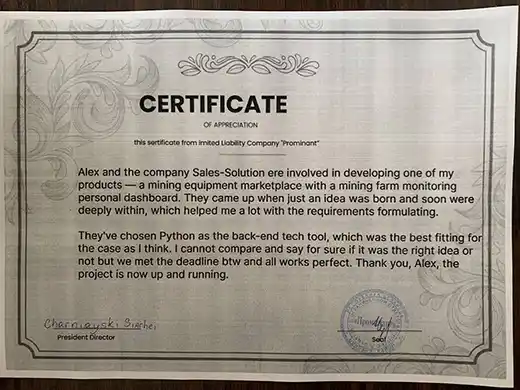 CERTIFICATE
OF APPRECIATION
this sertificate from imited Liability Company "Prominant"
Alex and the company Sales-Solution ere involved in developing one of my
products — a mining equipment marketplace with a mining farm monitoring
personal dashboard. They came up when just an idea was born and soon were
deeply within, which helped me a lot with the requirements formulating.
They've chosen Python as the back-end tech tool, which was the best fitting for
the case as I think. I cannot compare and say for sure if it was the right idea or
not but we met the deadline btw and all works perfect. Thank you, Alex, the
project is now up and running.
President Director
Seal